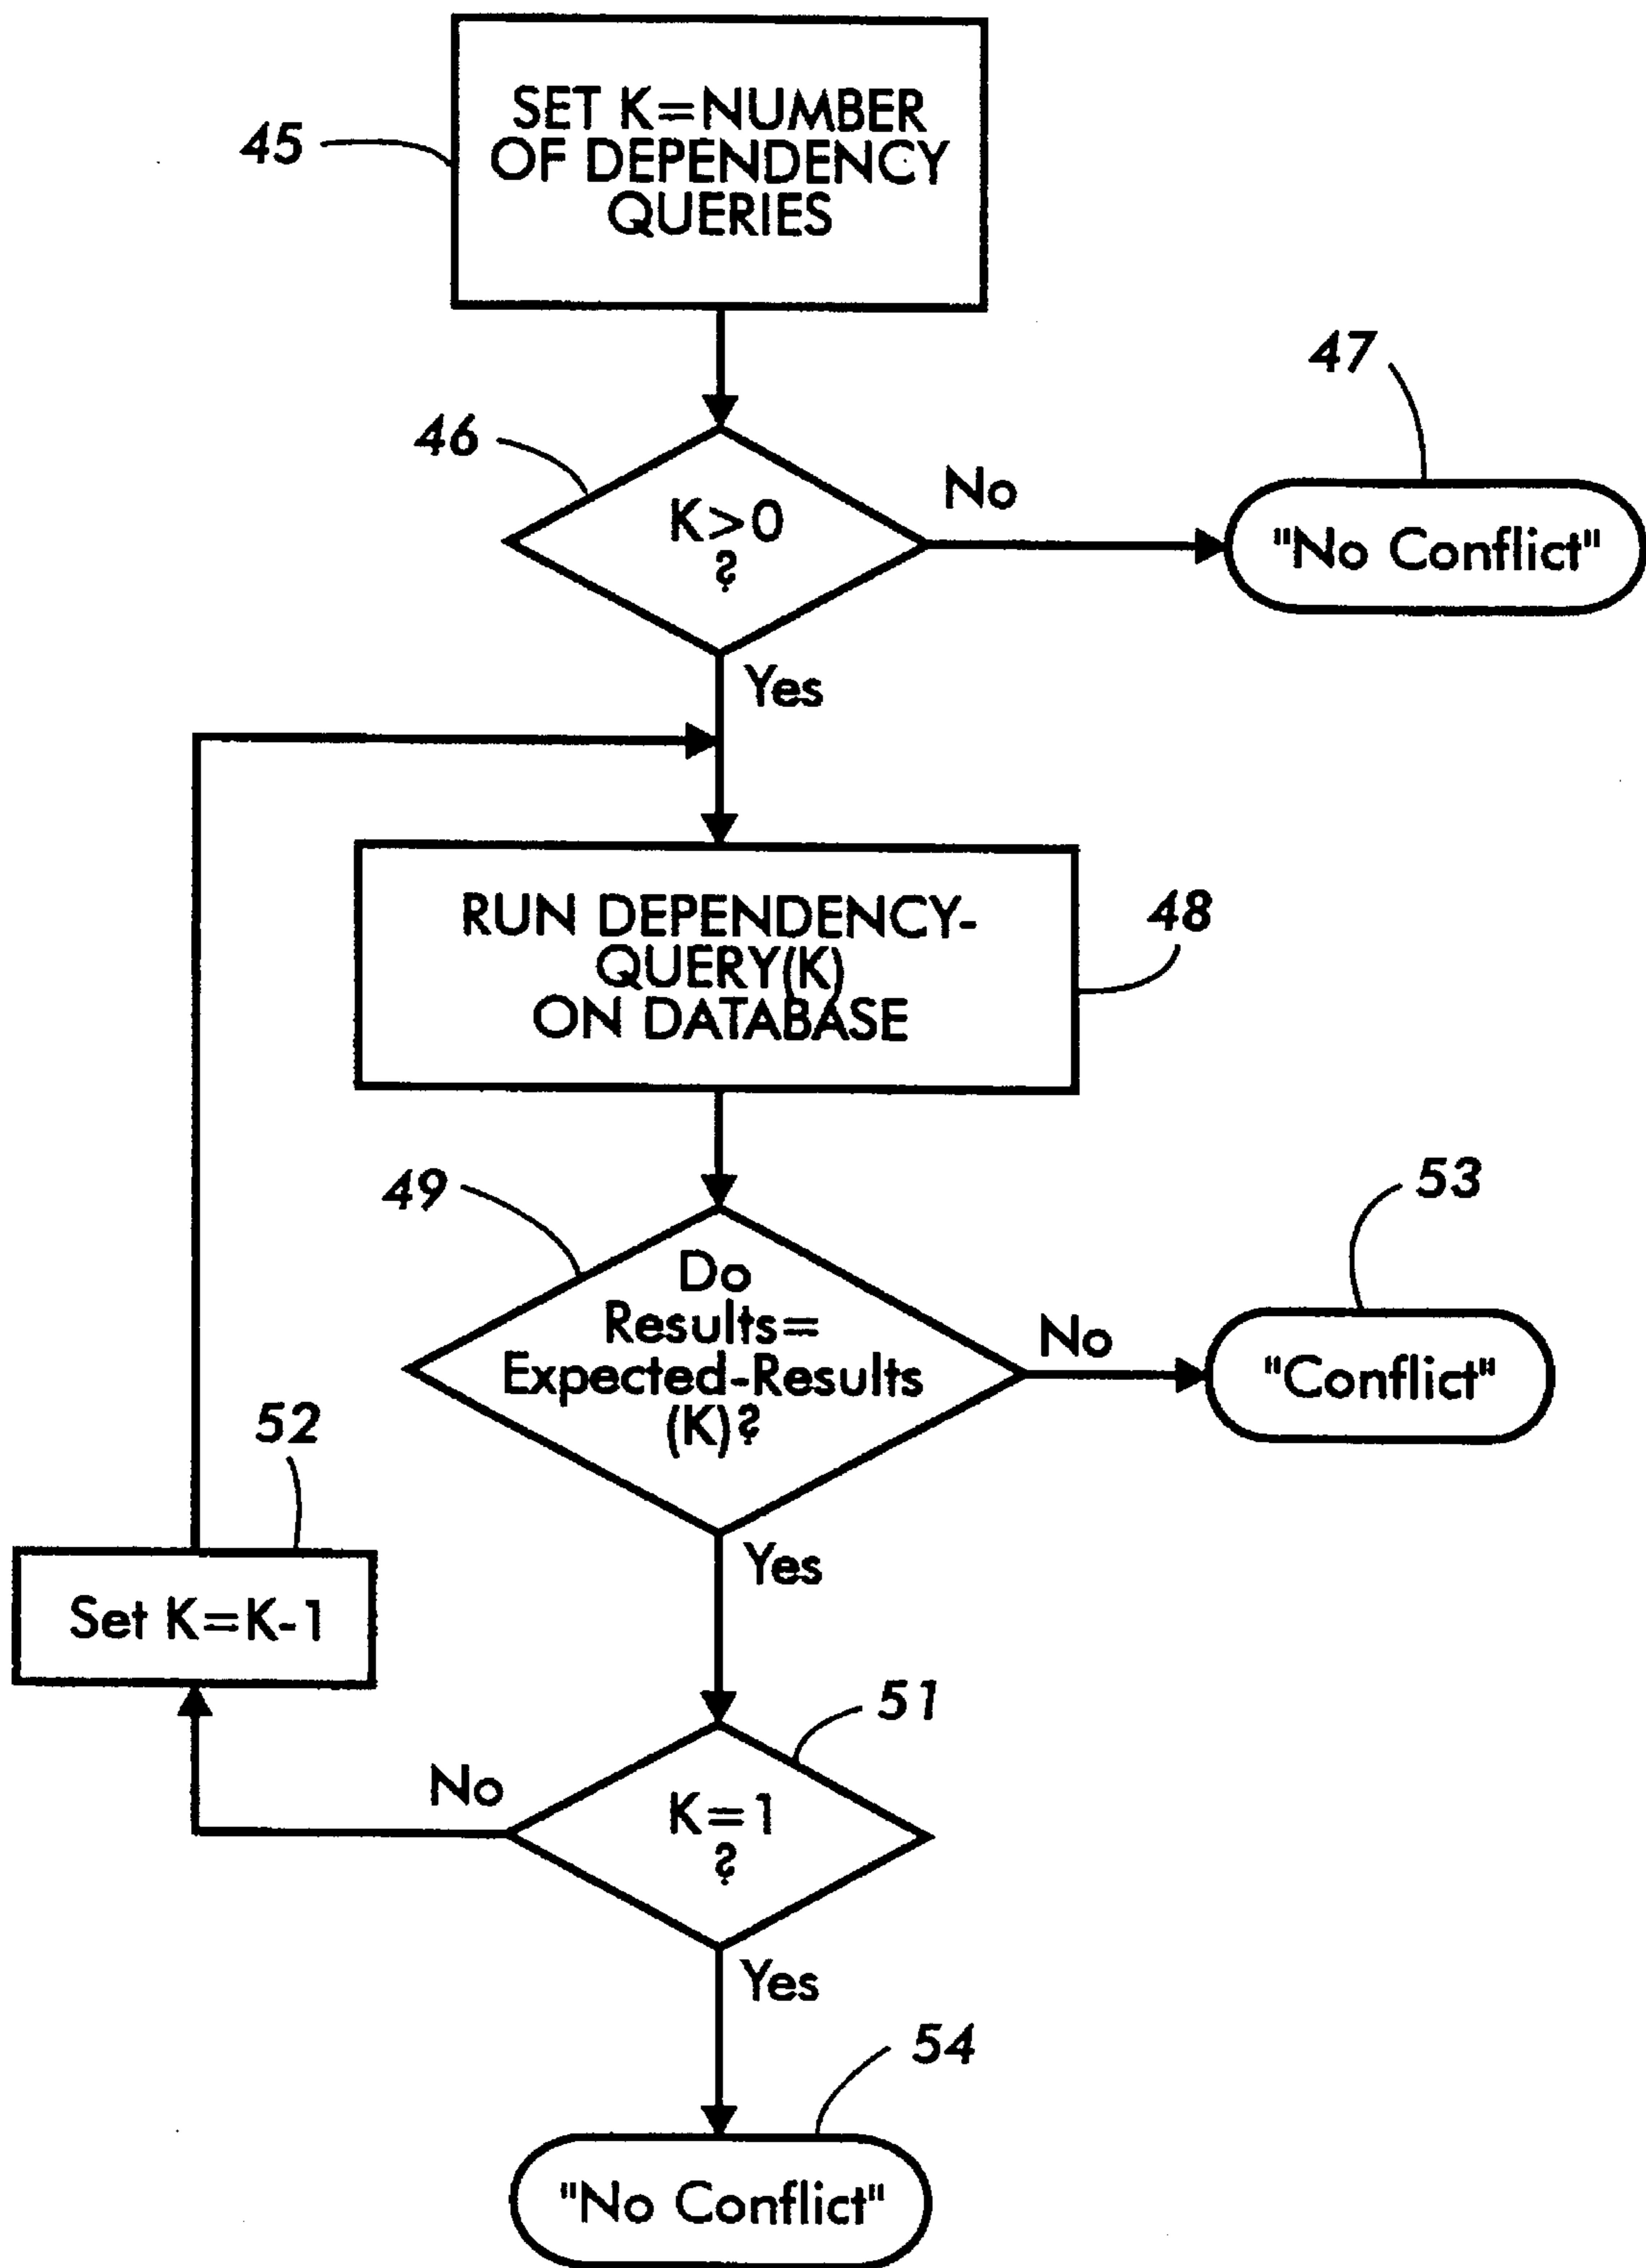 45
SET K=NUMBER
OF DEPENDENCY
QUERIES
47
46
K>0
?
No
"No Conflict"
Yes
RUN DEPENDENCY-
QUERY(K)
ON DATABASE
48
49
53
Do
Results=
Expected-Results
(K)?
No
"Conflict"
52
Yes
Set K=K-1
51
No
K=1
?
Yes
54
"No Conflict"